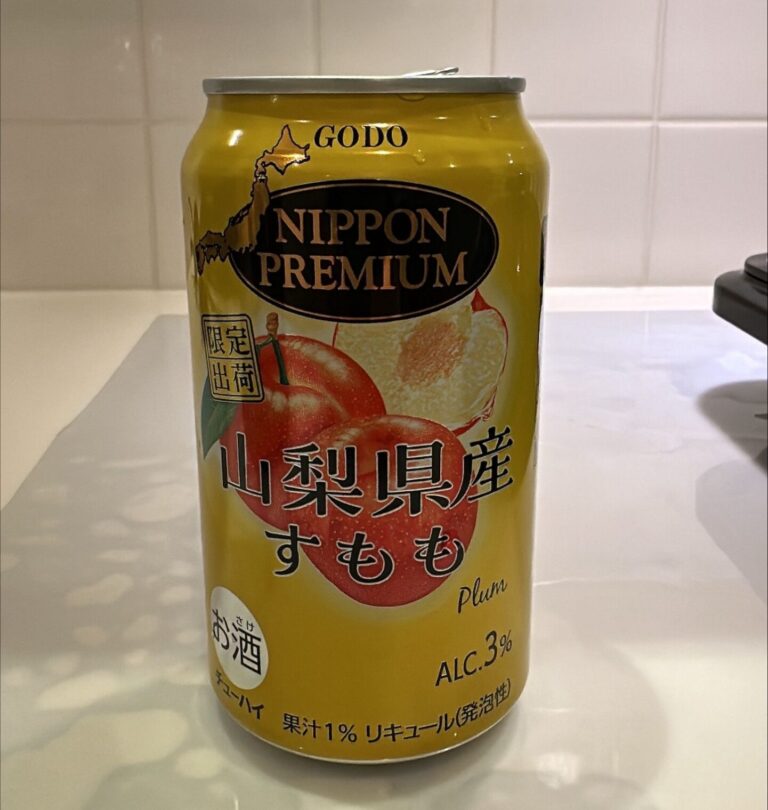 GODO
NIPPON
PREMIUM
限定
出荷
山梨県産
すもも
Plum
さけ
お酒
ALC.3%
チューハイ
果汁1% リキュール(発泡性)